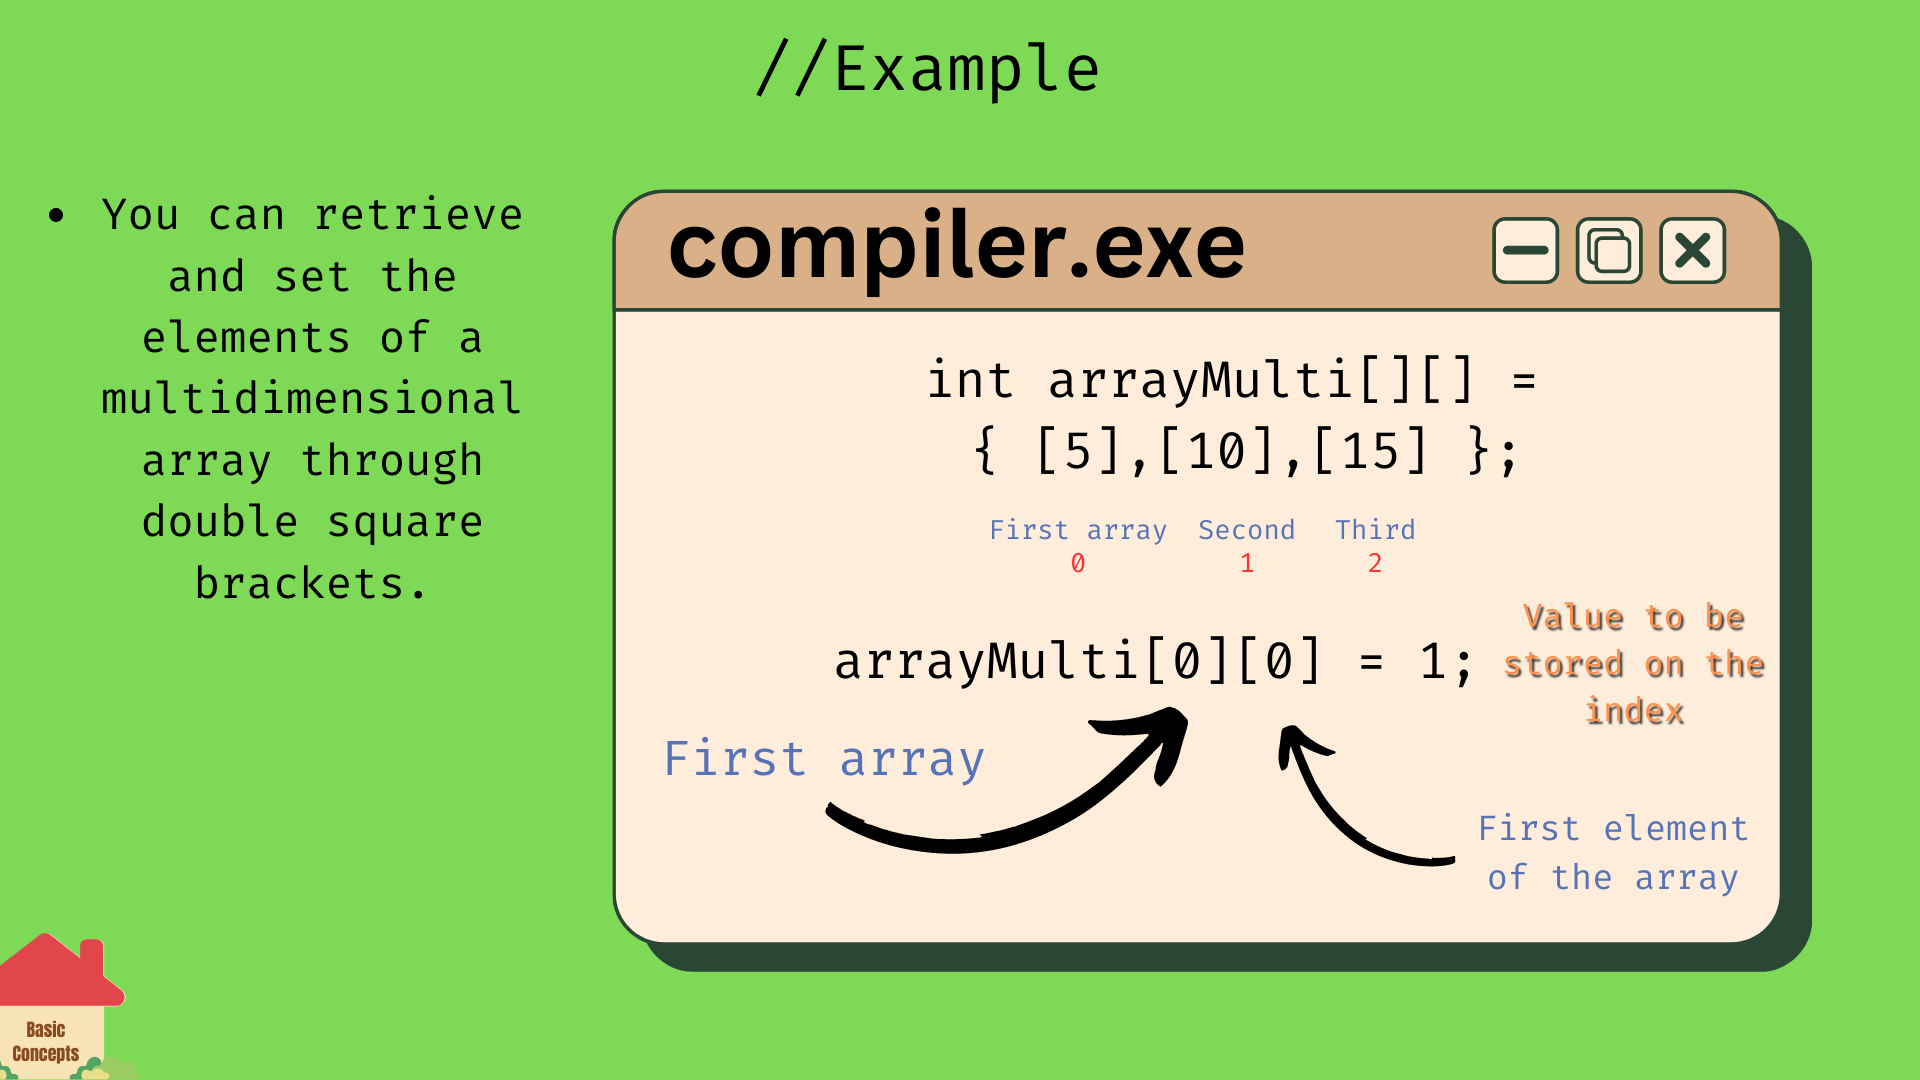 //Example
• You can retrieve
and set the
elements of a
multidimensional
array through
double square
brackets.
compiler.exe
int arrayMulti[][] =
{ [5],[10],[15] };
First array Second Third
0 1 2
arrayMulti[0][0] = 1;
Value to be
stored on the
index
First array
First element
of the array
Basic
Concepts